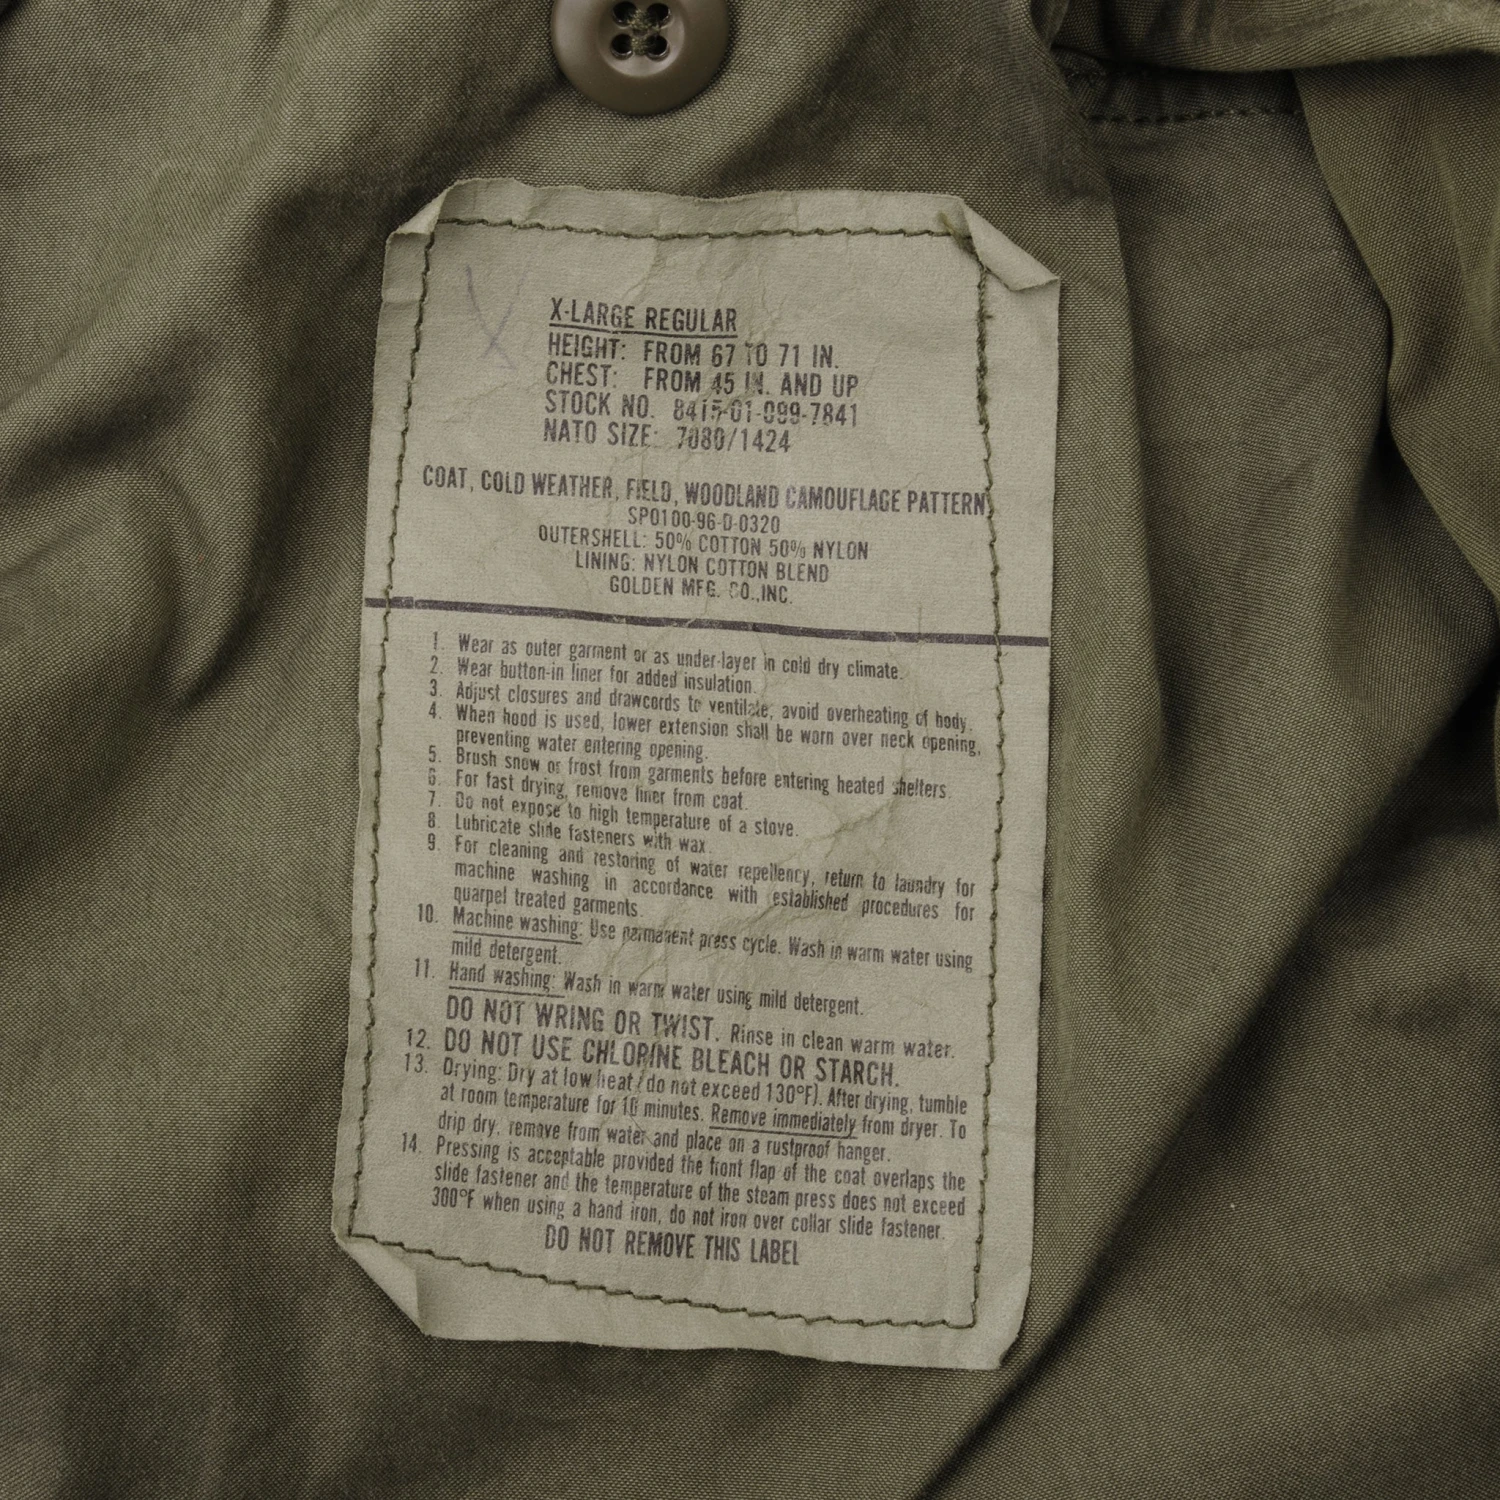 X-LARGE REGULAR
HEIGHT: FROM 67 TO 71 IN.
CHEST: FROM 45 IN. AND UP
STOCK NO. 8415-01-099-7841
NATO SIZE: 7080/1424
COAT, COLD WEATHER, FIELD, WOODLAND CAMOUFLAGE PATTERN
SPO100-96-D-0320
OUTERSHELL: 50% COTTON 50% NYLON
LINING: NYLON COTTON BLEND
GOLDEN MFG. CO.,INC.
1. Wear as outer garment or as under-layer in cold dry climate.
2. Wear button-in liner for added insulation.
3. Adjust closures and drawcords to ventilate, avoid overheating of body.
4. When hood is used, lower extension shall be worn over neck opening,
preventing water entering opening.
5. Brush snow or frost from garments before entering heated shelters.
6. For fast drying, remove liner from coat.
7. Do not expose to high temperature of a stove.
8. Lubricate slide fasteners with wax.
9. For cleaning and restoring of water repellency, return to laundry for
machine washing in accordance with established procedures for
quarpel treated garments.
10. Machine washing: Use permanent press cycle. Wash in warm water using
mild detergent.
11. Hand washing: Wash in warm water using mild detergent.
DO NOT WRING OR TWIST. Rinse in clean warm water.
12. DO NOT USE CHLORINE BLEACH OR STARCH.
13. Drying: Dry at low heat (do not exceed 130°F). After drying, tumble
at room temperature for 10 minutes. Remove immediately from dryer. To
drip dry, remove from water and place on a rustproof hanger.
14. Pressing is acceptable provided the front flap of the coat overlaps the
slide fastener and the temperature of the steam press does not exceed
300°F when using a hand iron, do not iron over collar slide fastener.
DO NOT REMOVE THIS LABEL